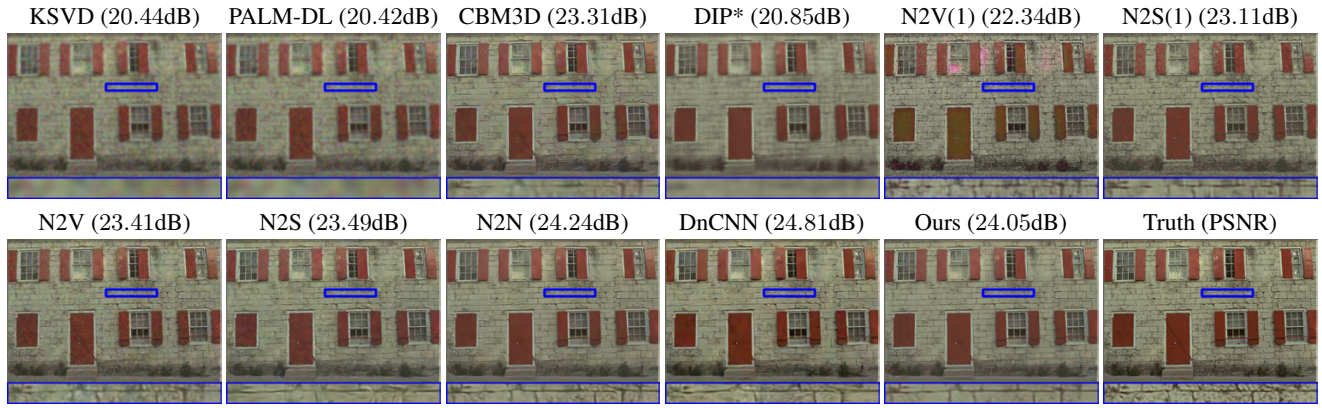 KSVD (20.44dB) PALM-DL (20.42dB) CBM3D (23.31dB) DIP* (20.85dB) N2V(1) (22.34dB) N2S(1) (23.11dB)
N2V (23.41dB) N2S (23.49dB) N2N (24.24dB) DnCNN (24.81dB) Ours (24.05dB) Truth (PSNR)